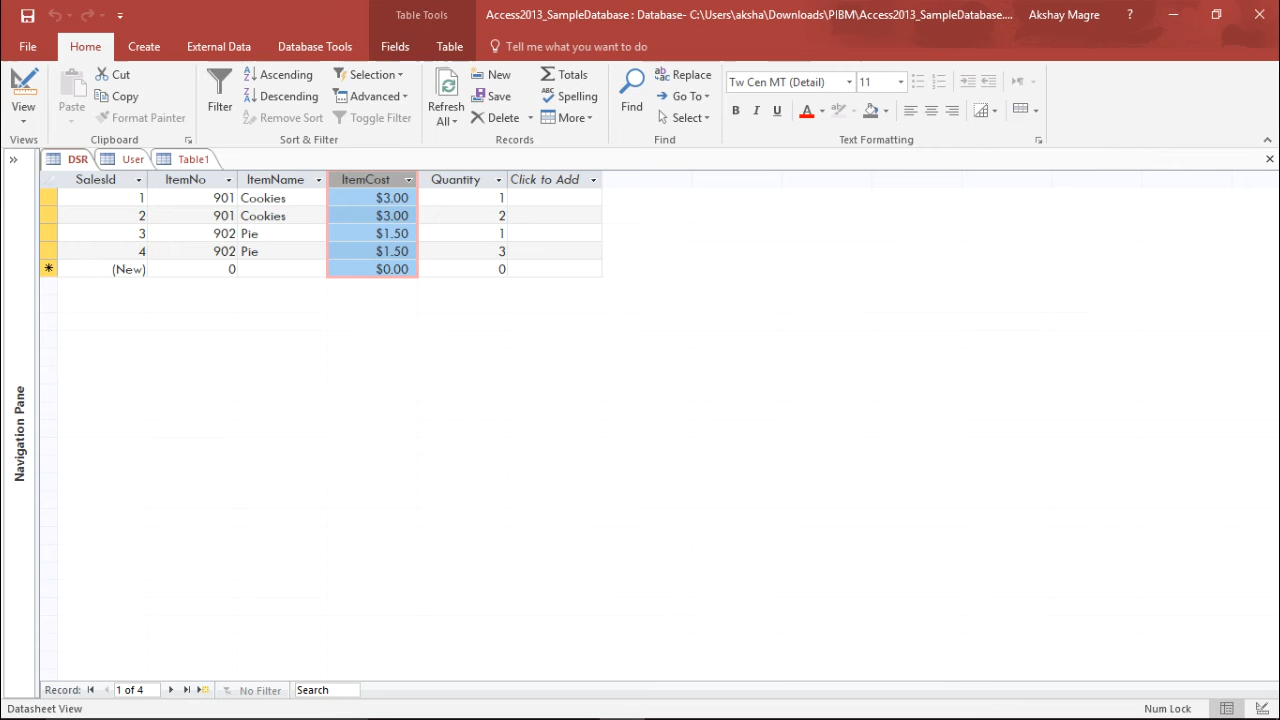 Table Tools
Access2013_SampleDatabase : Database- C:\Users\aksha\Downloads\PIBM\Access2013_SampleDatabase....
Akshay Magre
?
File
Home
Create
External Data
Database Tools
Fields
Table
Tell me what you want to do
View
Views
Paste
Cut
Copy
Format Painter
Clipboard
Filter
Ascending
Descending
Remove Sort
Selection
Advanced
Toggle Filter
Sort & Filter
Refresh
All
New
Save
Delete
Totals
Spelling
More
Records
Find
Replace
Go To
Select
Find
Tw Cen MT (Detail)
11
B I U A
Text Formatting
DSR User Table1
SalesId ItemNo ItemName ItemCost Quantity Click to Add
1 901 Cookies $3.00 1
2 901 Cookies $3.00 2
3 902 Pie $1.50 1
4 902 Pie $1.50 3
(New) 0 $0.00 0
Navigation Pane
Record: 1 of 4 No Filter Search
Datasheet View
Num Lock